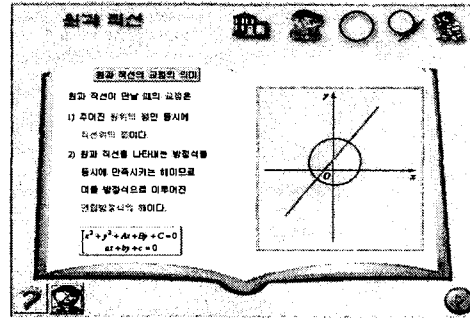 원과 직선
원과 직선의 교점의 의미
원과 직선이 만날 때의 교점은
1) 주어진 원위의 점인 동시에
직선위의 점이다.
2) 원과 직선을 나타내는 방정식을
동시에 만족시키는 해이므로
이들 방정식으로 이루어진
연립방정식의 해이다.
x² + y² + Ax + By + C = 0
ax + by + c = 0
y
O
x
?